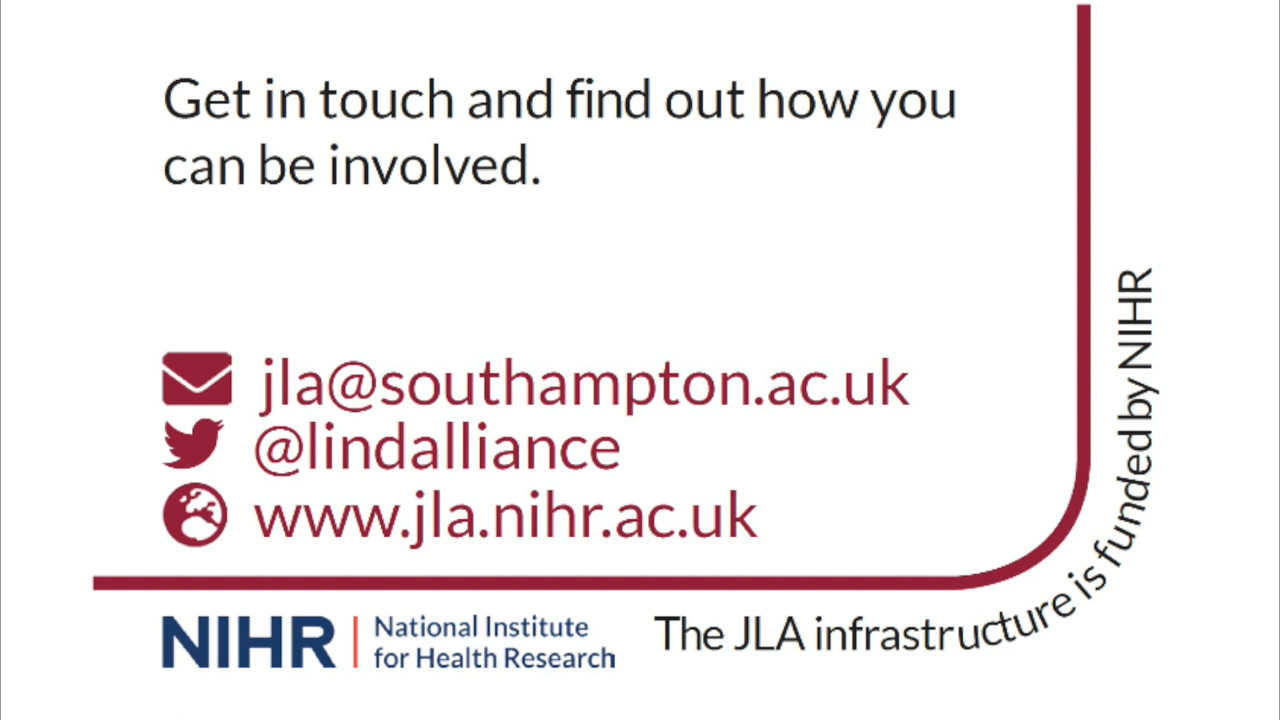 Get in touch and find out how you
can be involved.
jla@southampton.ac.uk
@lindalliance
www.jla.nihr.ac.uk
NIHR
National Institute
for Health Research
The JLA infrastructure is funded by NIHR